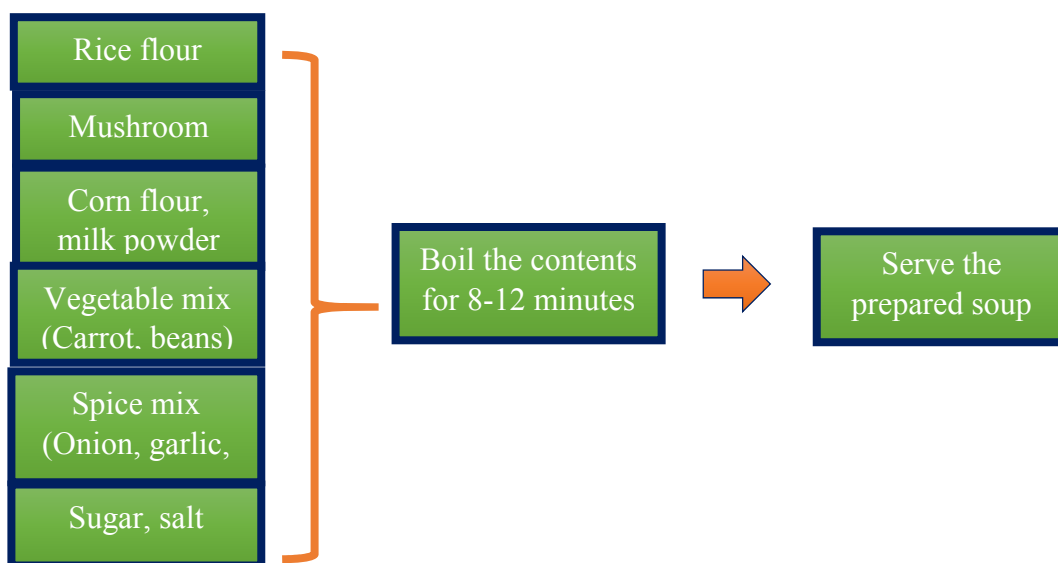 Rice flour
Mushroom
Corn flour,
milk powder
Vegetable mix
(Carrot, beans)
Spice mix
(Onion, garlic,
Sugar, salt
Boil the contents
for 8-12 minutes
Serve the
prepared soup